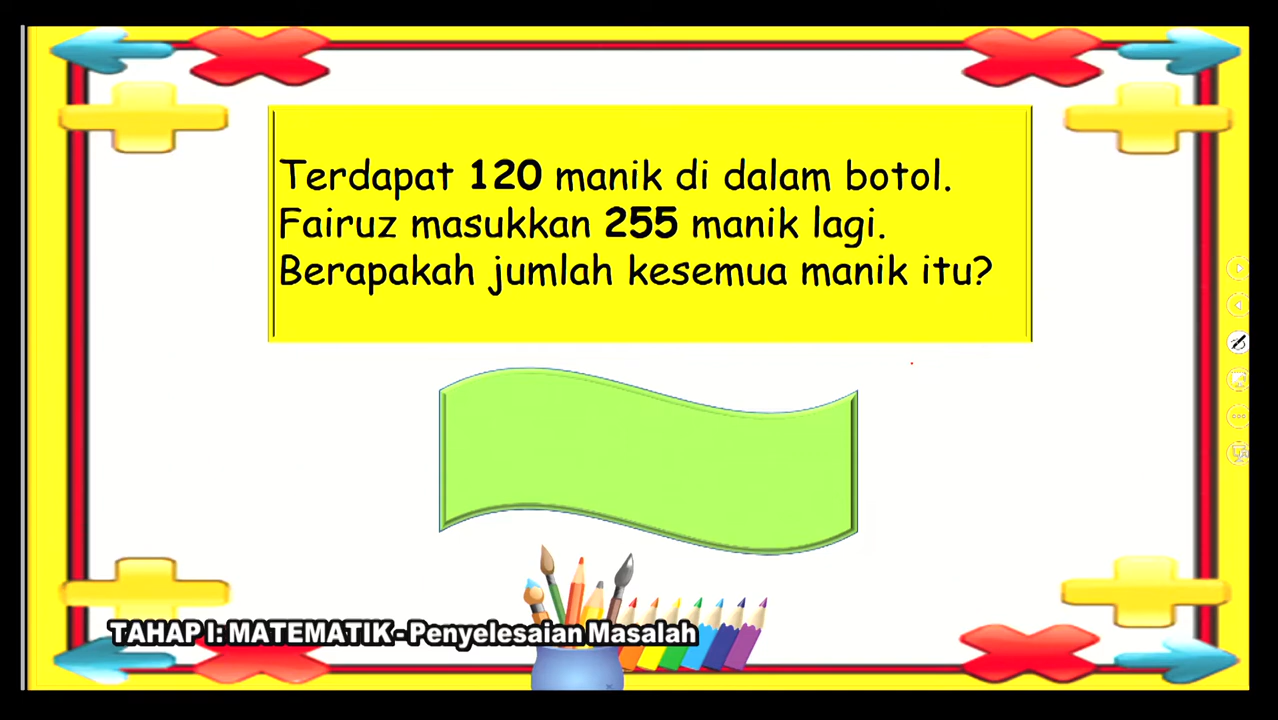 Terdapat 120 manik di dalam botol.
Fairuz masukkan 255 manik lagi.
Berapakah jumlah kesemua manik itu?
TAHAP I: MATEMATIK - Penyelesaian Masalah